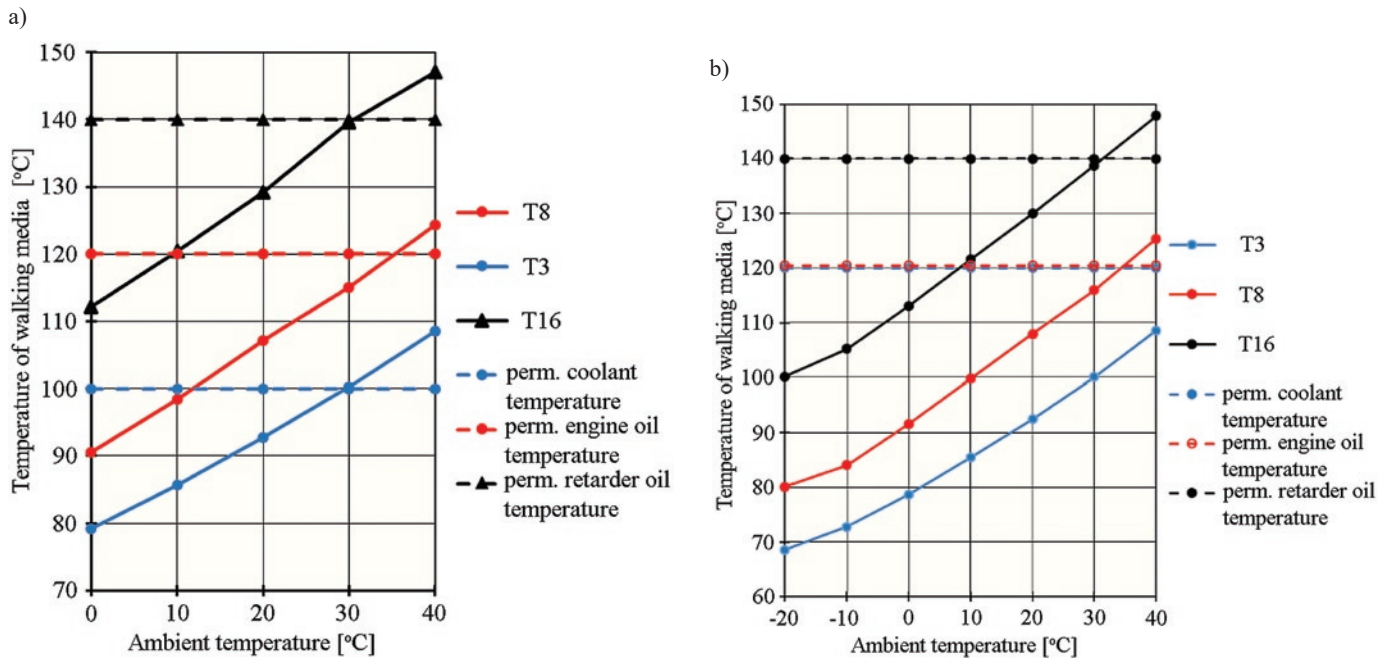 a)
150
140
130
120
110
100
90
80
70
0 10 20 30 40
Ambient temperature [°C]
Temperature of walking media [°C]
T8
T3
T16
perm. coolant
temperature
perm. engine oil
temperature
perm. retarder oil
temperature
b)
150
140
130
120
110
100
90
80
70
60
-20 -10 0 10 20 30 40
Ambient temperature [°C]
Temperature of walking media [°C]
T3
T8
T16
perm. coolant
temperature
perm. engine oil
temperature
perm. retarder oil
temperature